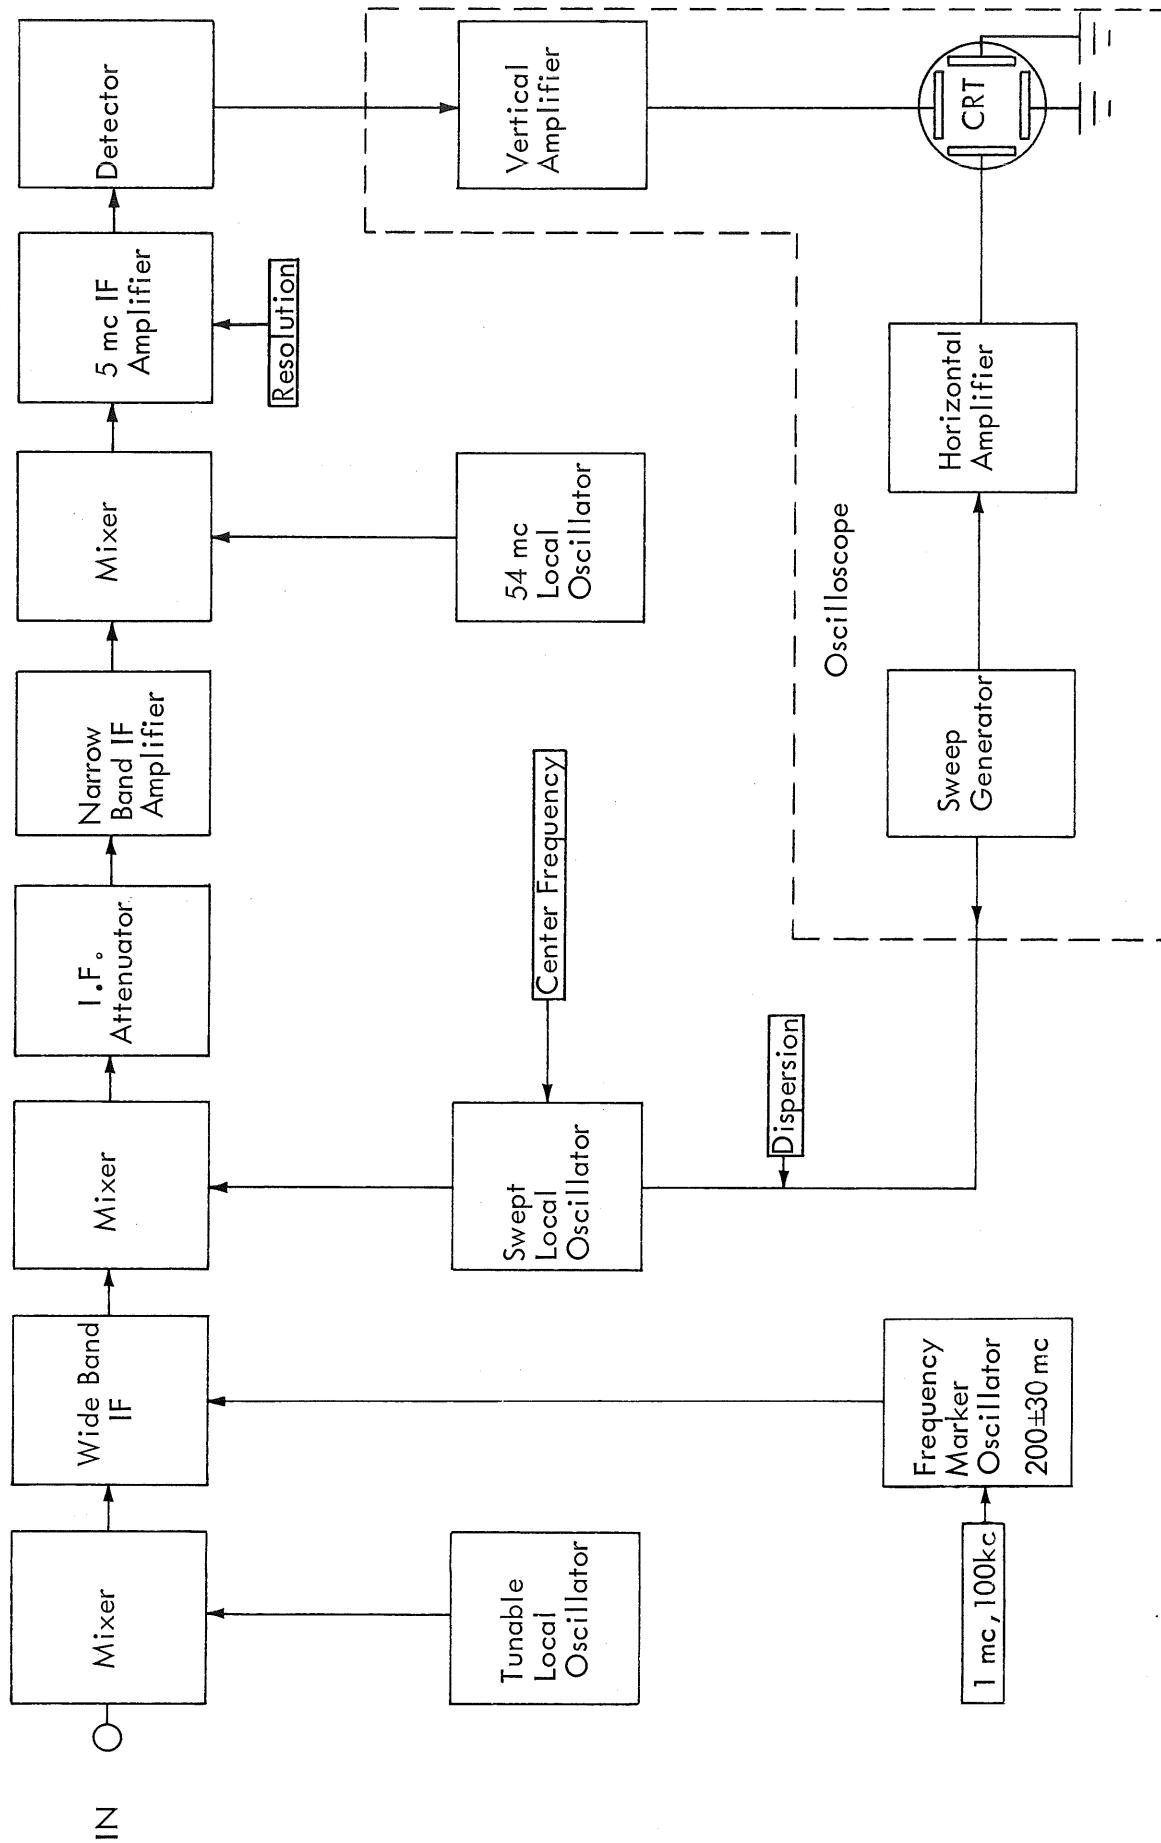 IN
Mixer
Wide Band
IF
Mixer
I.F.
Attenuator
Narrow
Band IF
Amplifier
Mixer
5 mc IF
Amplifier
Detector
Tunable
Local
Oscillator
Swept
Local
Oscillator
Center Frequency
54 mc
Local
Oscillator
Resolution
Vertical
Amplifier
Dispersion
Oscilloscope
1 mc, 100kc
Frequency
Marker
Oscillator
200±30 mc
Sweep
Generator
Horizontal
Amplifier
CRT